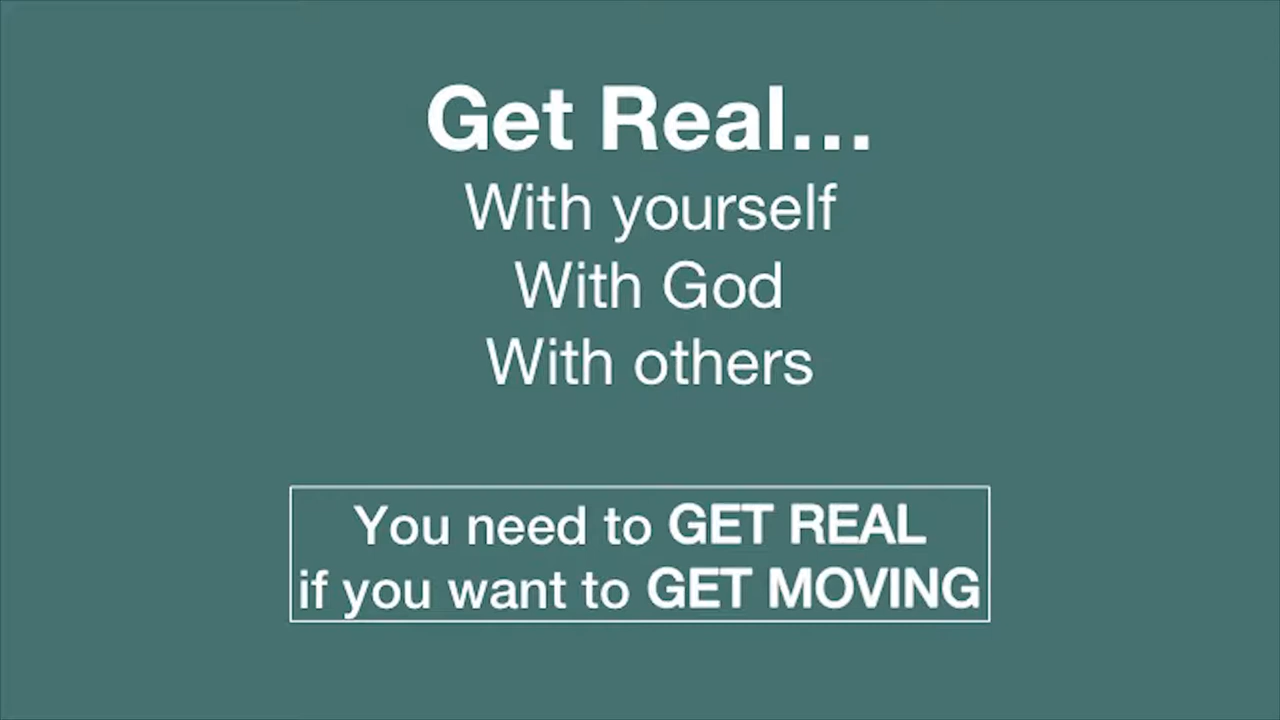 Get Real...
With yourself
With God
With others
You need to GET REAL
if you want to GET MOVING